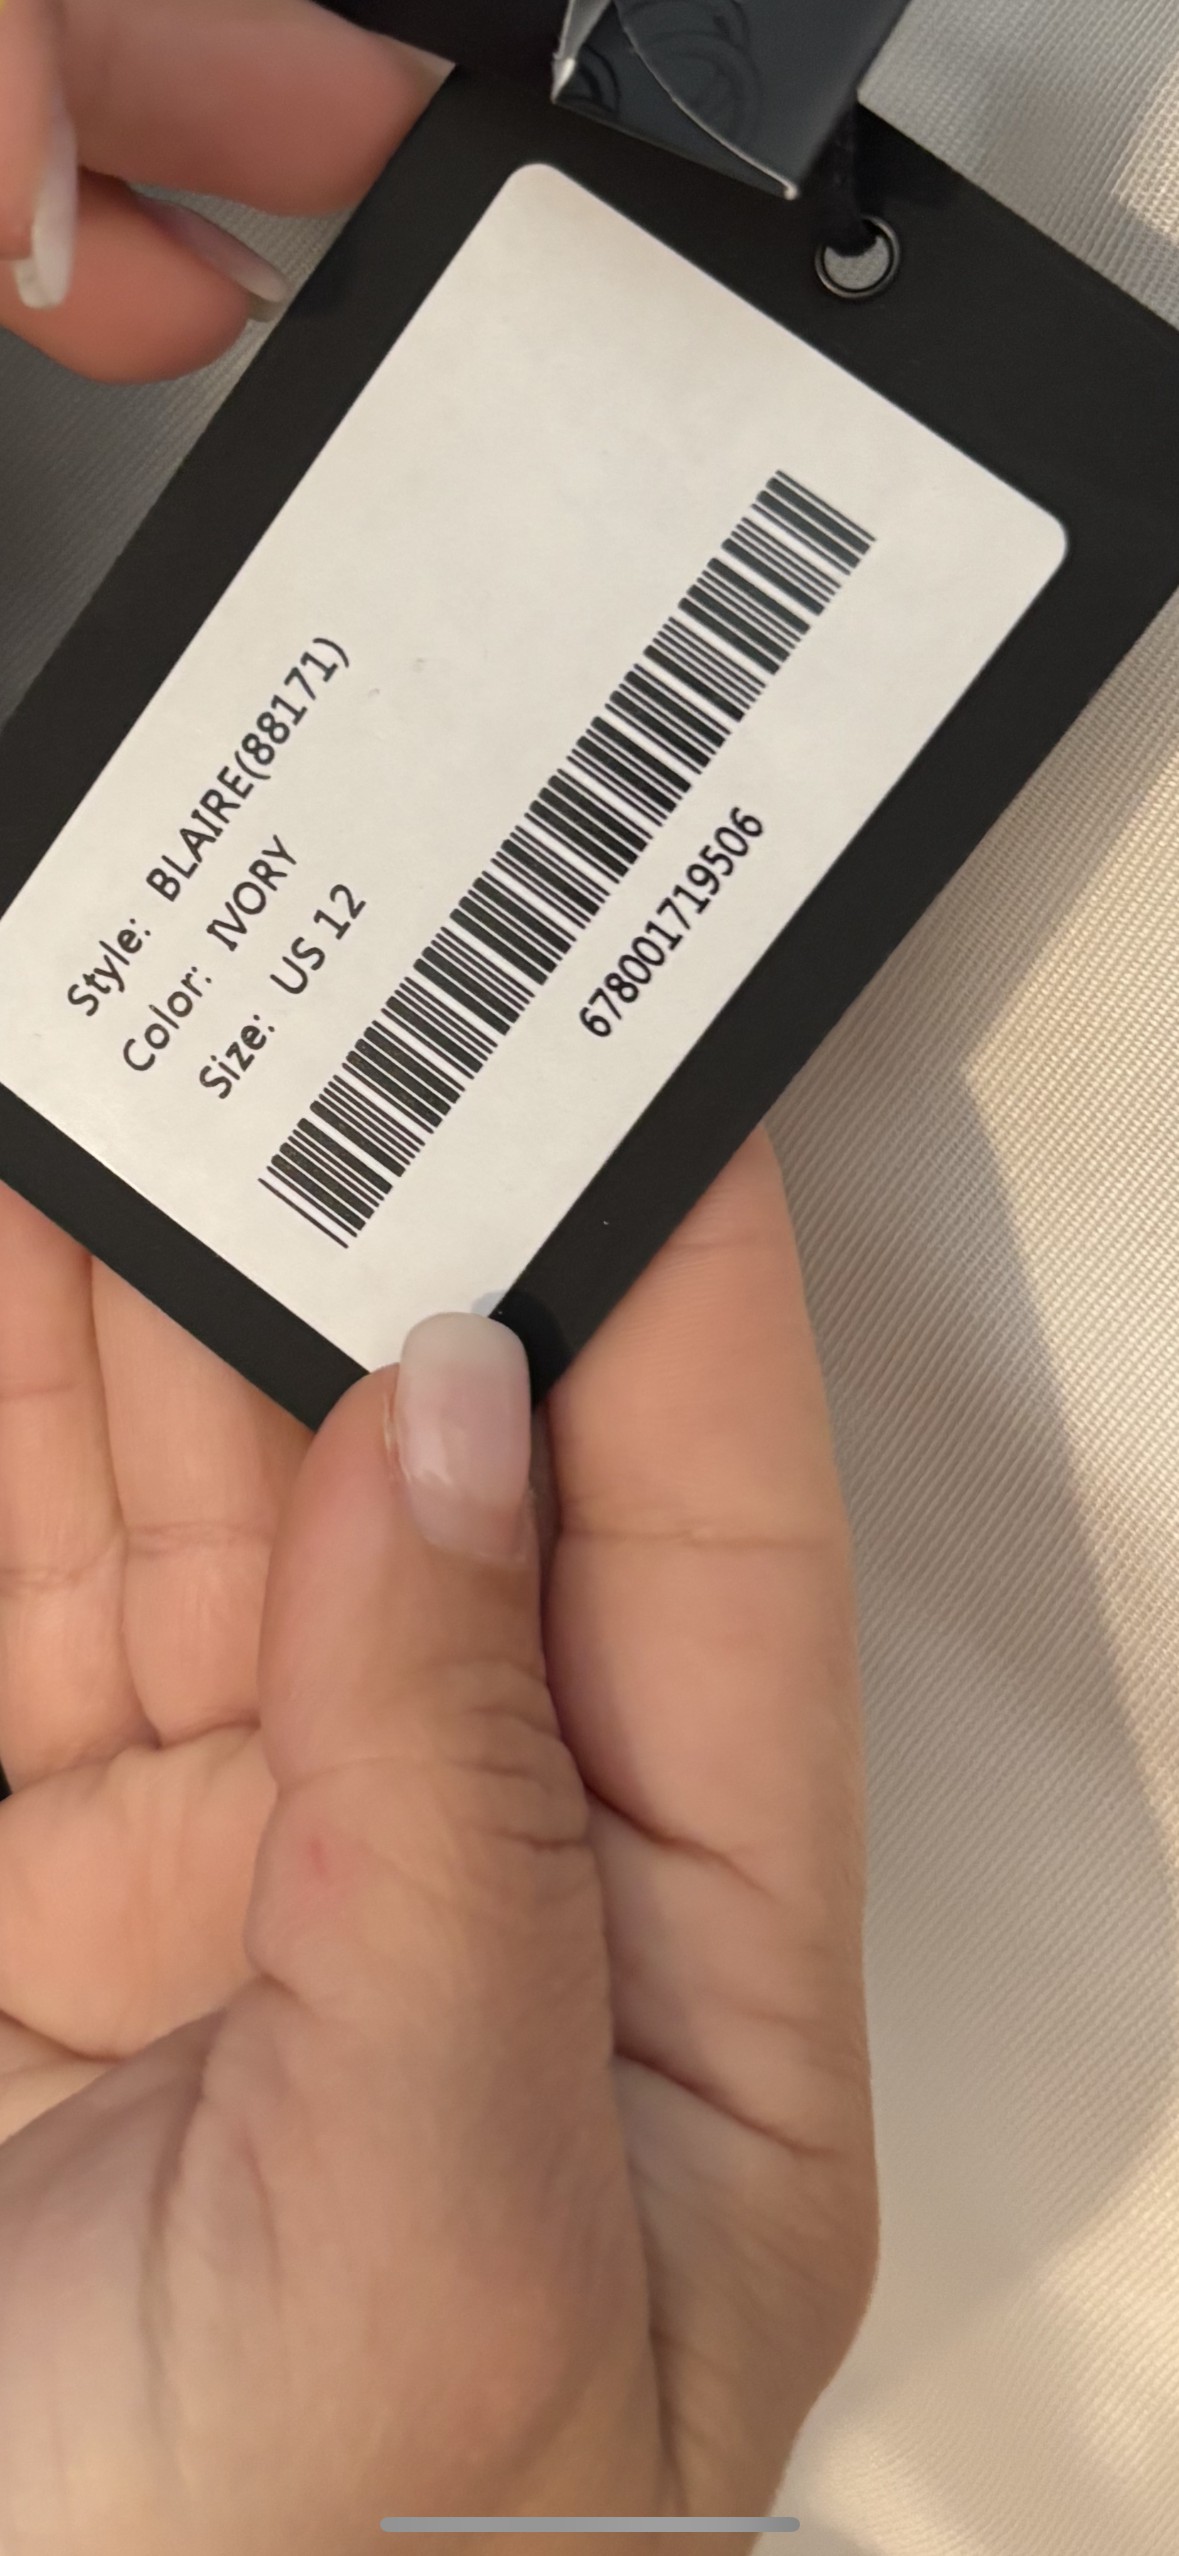 Style: BLAIRE(88171)
Color: IVORY
Size: US 12
678001719506